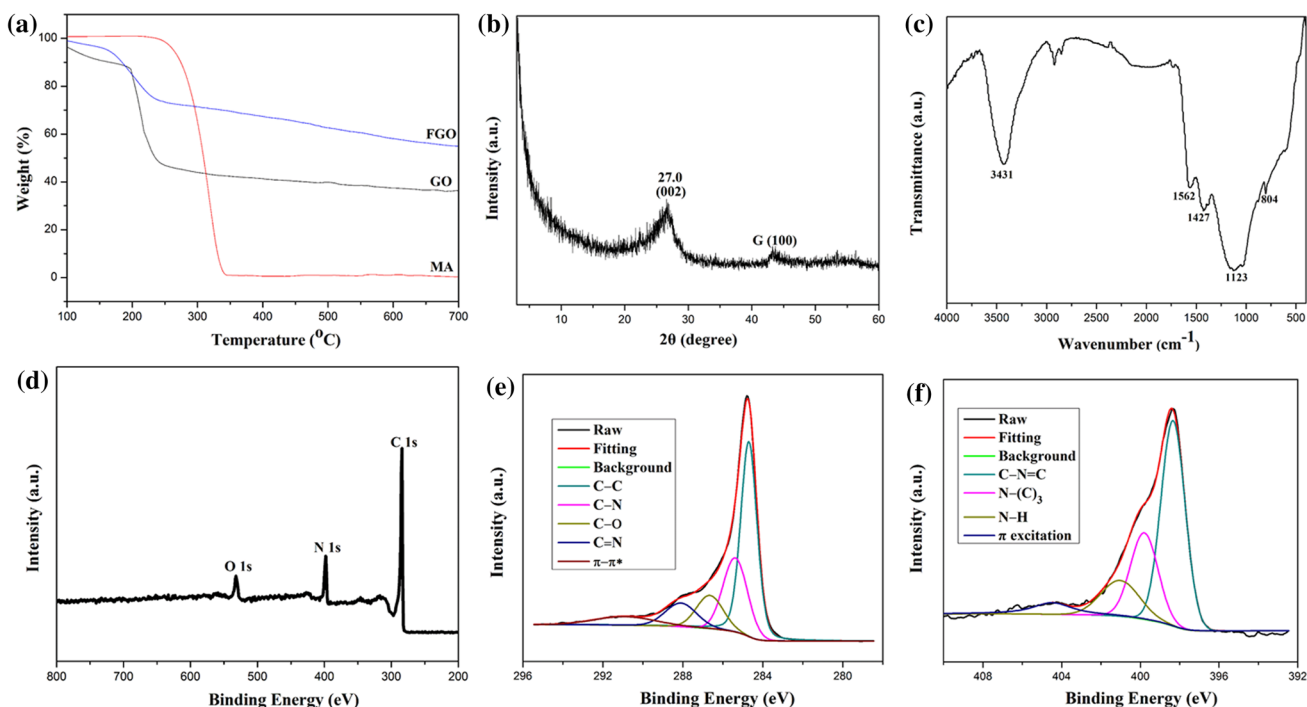 (a)
100
80
60
40
20
0
Weight (%)
FGO
GO
MA
100 200 300 400 500 600 700
Temperature (⁰C)
(b)
Intensity (a.u.)
27.0
(002)
G (100)
10 20 30 40 50 60
2θ (degree)
(c)
Transmittance (a.u.)
3431
1562
1427
1123
804
4000 3500 3000 2500 2000 1500 1000 500
Wavenumber (cm⁻¹)
(d)
Intensity (a.u.)
O 1s
N 1s
C 1s
800 700 600 500 400 300 200
Binding Energy (eV)
(e)
Intensity (a.u.)
Raw
Fitting
Background
C–C
C–N
C–O
C=N
π–π*
296 292 288 284 280
Binding Energy (eV)
(f)
Intensity (a.u.)
Raw
Fitting
Background
C–N=C
N–(C)₃
N–H
π excitation
408 404 400 396 392
Binding Energy (eV)